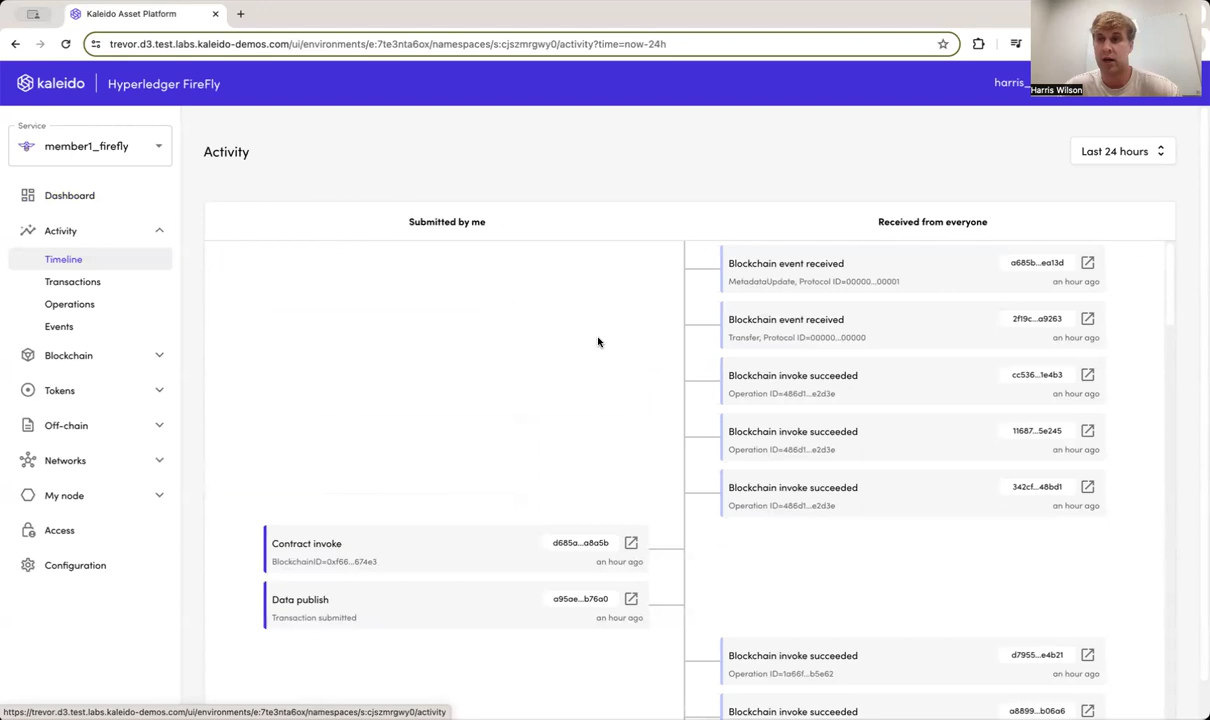 Kaleido Asset Platform
trevor.d3.test.labs.kaleido-demos.com/ui/environments/e:7te3nta6ox/namespaces/s:cjszmrgwy0/activity?time=now-24h
Harris Wilson
kaleido
Hyperledger FireFly
harris_
Service
member1_firefly
Dashboard
Activity
Timeline
Transactions
Operations
Events
Blockchain
Tokens
Off-chain
Networks
My node
Access
Configuration
Activity
Last 24 hours
Submitted by me
Received from everyone
Blockchain event received
a685b...ea13d
MetadataUpdate, Protocol ID=00000...00001
an hour ago
Blockchain event received
2f19c...a9263
Transfer, Protocol ID=00000...00000
an hour ago
Blockchain invoke succeeded
cc536...1e4b3
Operation ID=486d1...e2d3e
an hour ago
Blockchain invoke succeeded
11687...5e245
Operation ID=486d1...e2d3e
an hour ago
Blockchain invoke succeeded
342cf...48bd1
Operation ID=486d1...e2d3e
an hour ago
Contract invoke
d685a...a8a5b
BlockchainID=0xf66...674e3
an hour ago
Data publish
a95ae...b76a0
Transaction submitted
an hour ago
Blockchain invoke succeeded
d7955...e4b21
Operation ID=1a66f...b5e62
an hour ago
Blockchain invoke succeeded
a8899...b06a6
https://trevor.d3.test.labs.kaleido-demos.com/ui/environments/e:7te3nta6ox/namespaces/s:cjszmrgwy0/activity